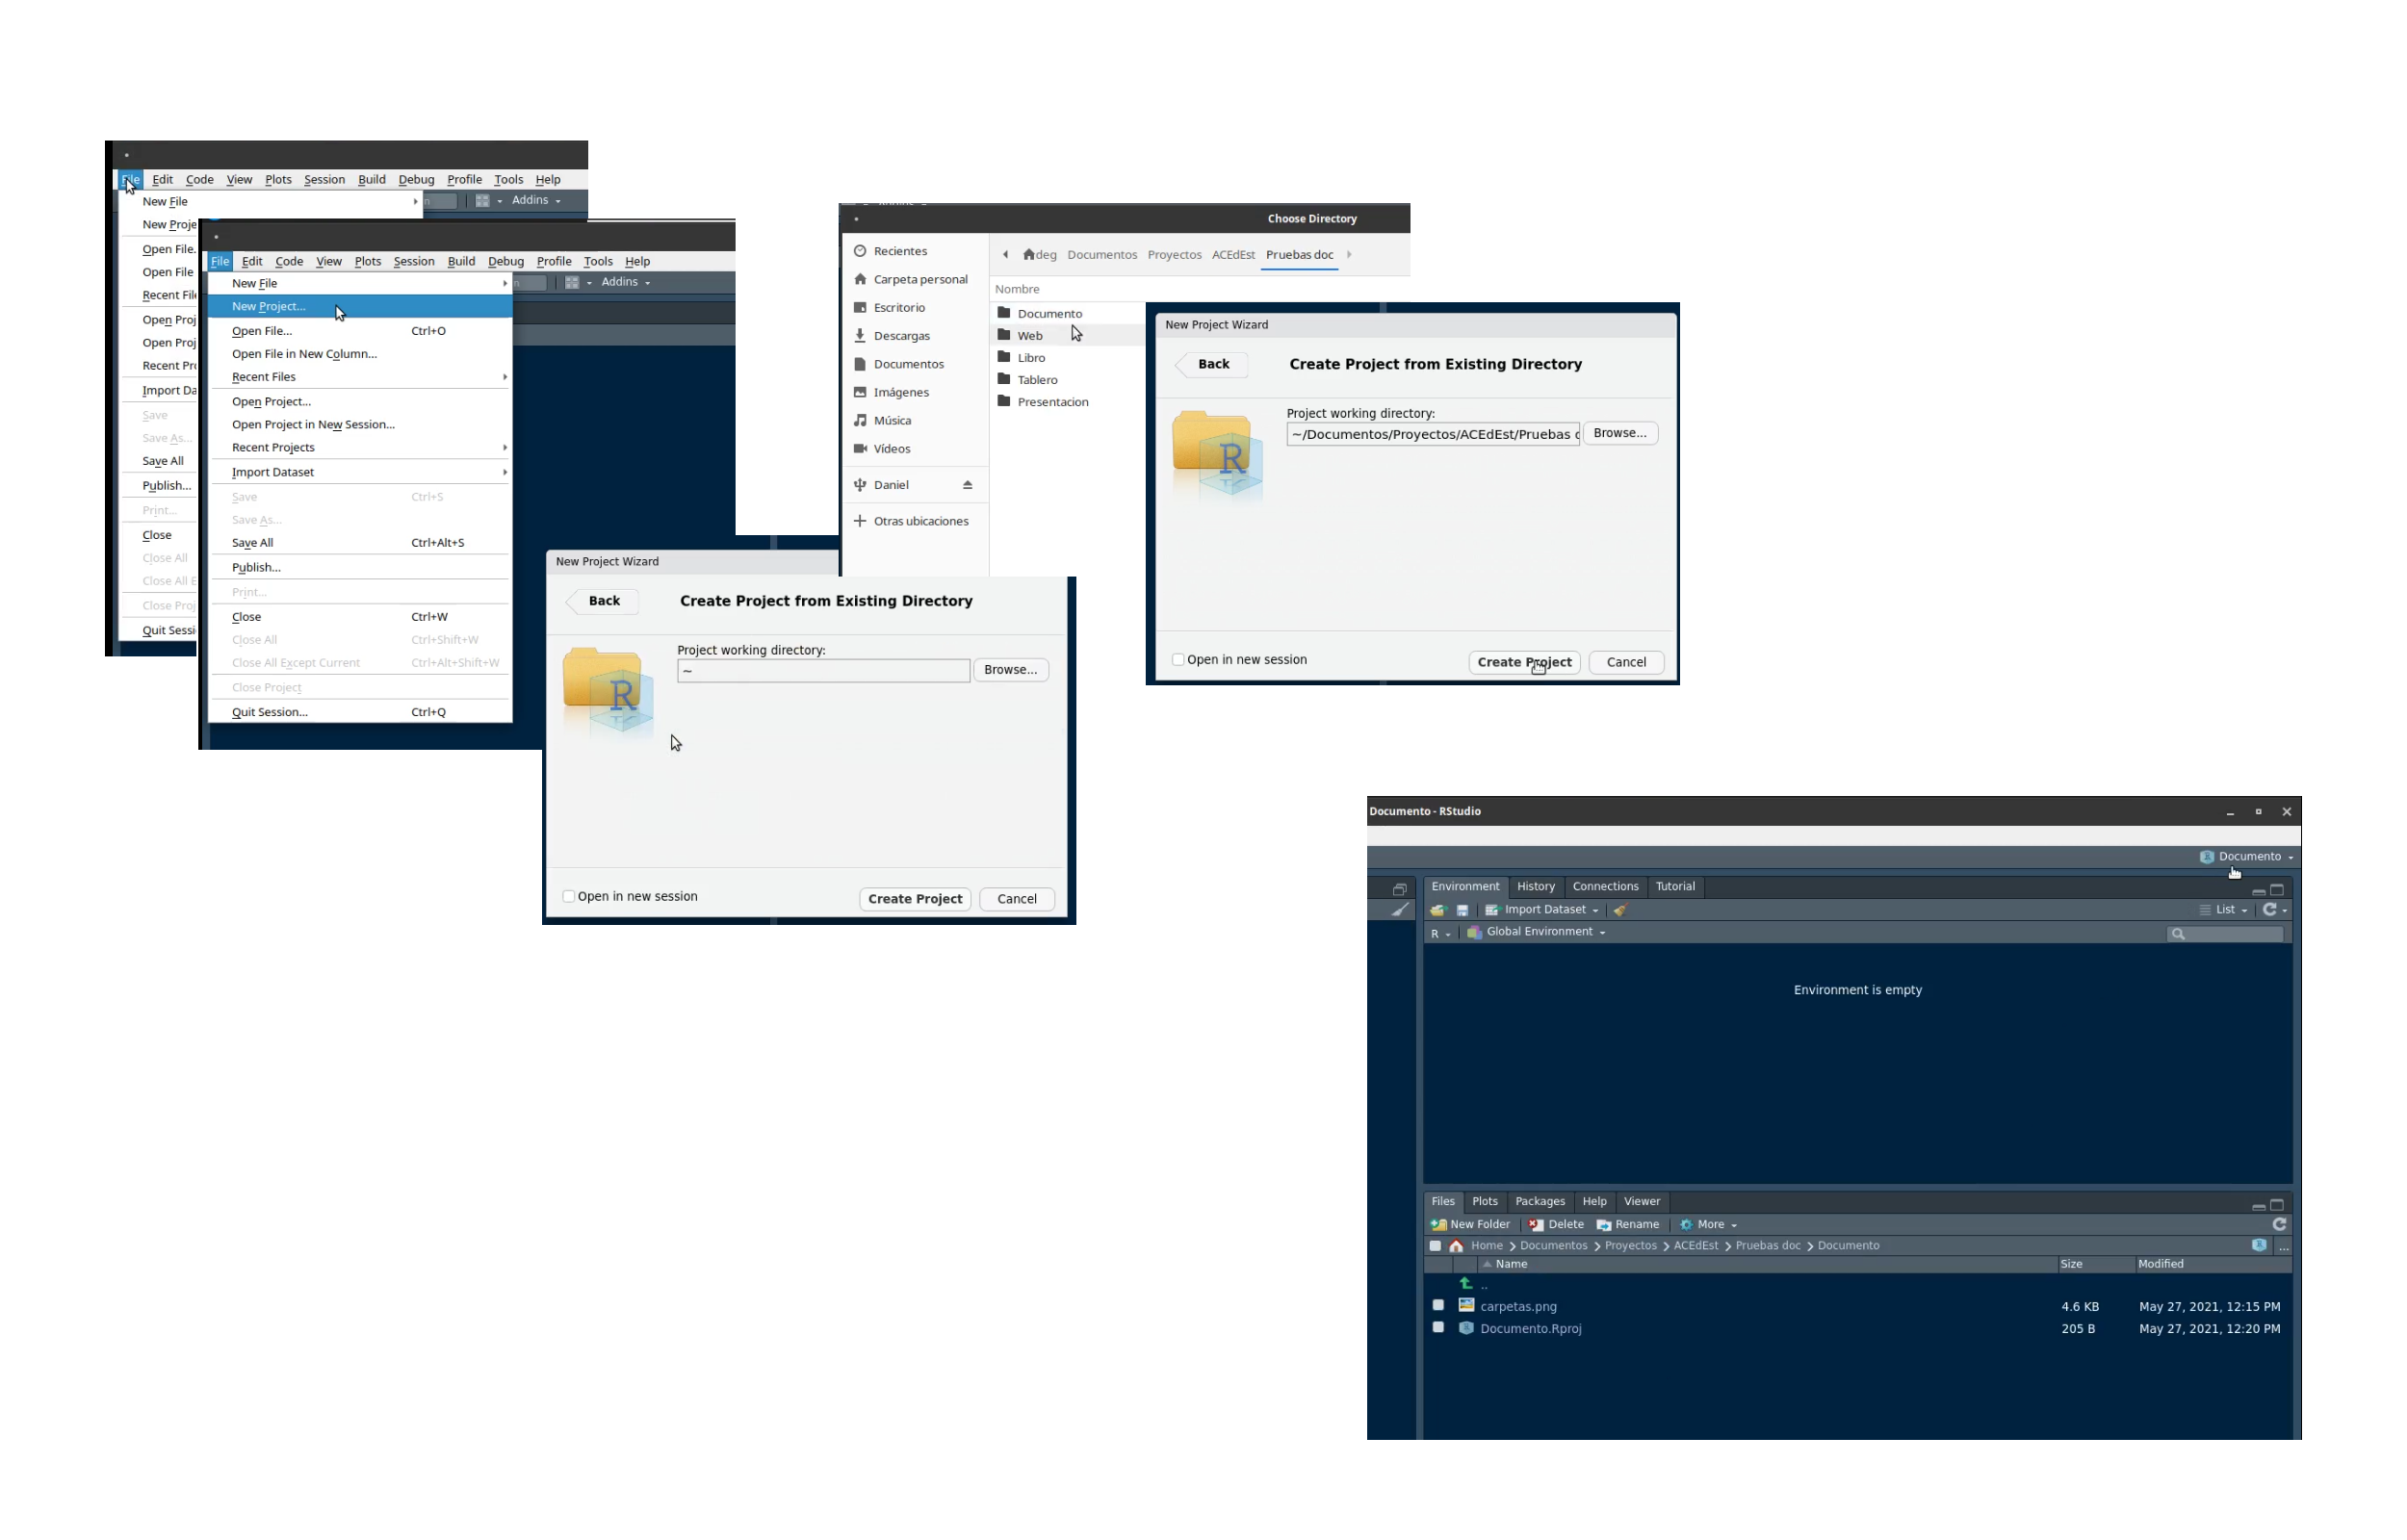 File Edit Code View Plots Session Build Debug Profile Tools Help
New File
Addins
New Proje
Open File.
Open File
Recent File
Open Proj
Open Proj
Recent Pro
Import Da
Save
Save As...
Save All
Publish...
Print...
Close
Close All
Close All E
Close Proj
Quit Sessi
File Edit Code View Plots Session Build Debug Profile Tools Help
New File
Addins
New Project...
Open File... Ctrl+O
Open File in New Column...
Recent Files
Open Project...
Open Project in New Session...
Recent Projects
Import Dataset
Save Ctrl+S
Save As...
Save All Ctrl+Alt+S
Publish...
Print...
Close Ctrl+W
Close All Ctrl+Shift+W
Close All Except Current Ctrl+Alt+Shift+W
Close Project
Quit Session... Ctrl+Q
New Project Wizard
Back Create Project from Existing Directory
Project working directory:
~ Browse...
R
Open in new session Create Project Cancel
Choose Directory
Recientes
Carpeta personal
Escritorio
Descargas
Documentos
Imágenes
Música
Vídeos
Daniel
Otras ubicaciones
deg Documentos Proyectos ACEdEst Pruebas doc
Nombre
Documento
Web
Libro
Tablero
Presentacion
New Project Wizard
Back Create Project from Existing Directory
Project working directory:
~/Documentos/Proyectos/ACEdEst/Pruebas d Browse...
R
Open in new session Create Project Cancel
Documento - RStudio
Documento
Environment History Connections Tutorial
Import Dataset List
R Global Environment
Environment is empty
Files Plots Packages Help Viewer
New Folder Delete Rename More
Home > Documentos > Proyectos > ACEdEst > Pruebas doc > Documento ...
Name Size Modified
..
carpetas.png 4.6 KB May 27, 2021, 12:15 PM
Documento.Rproj 205 B May 27, 2021, 12:20 PM